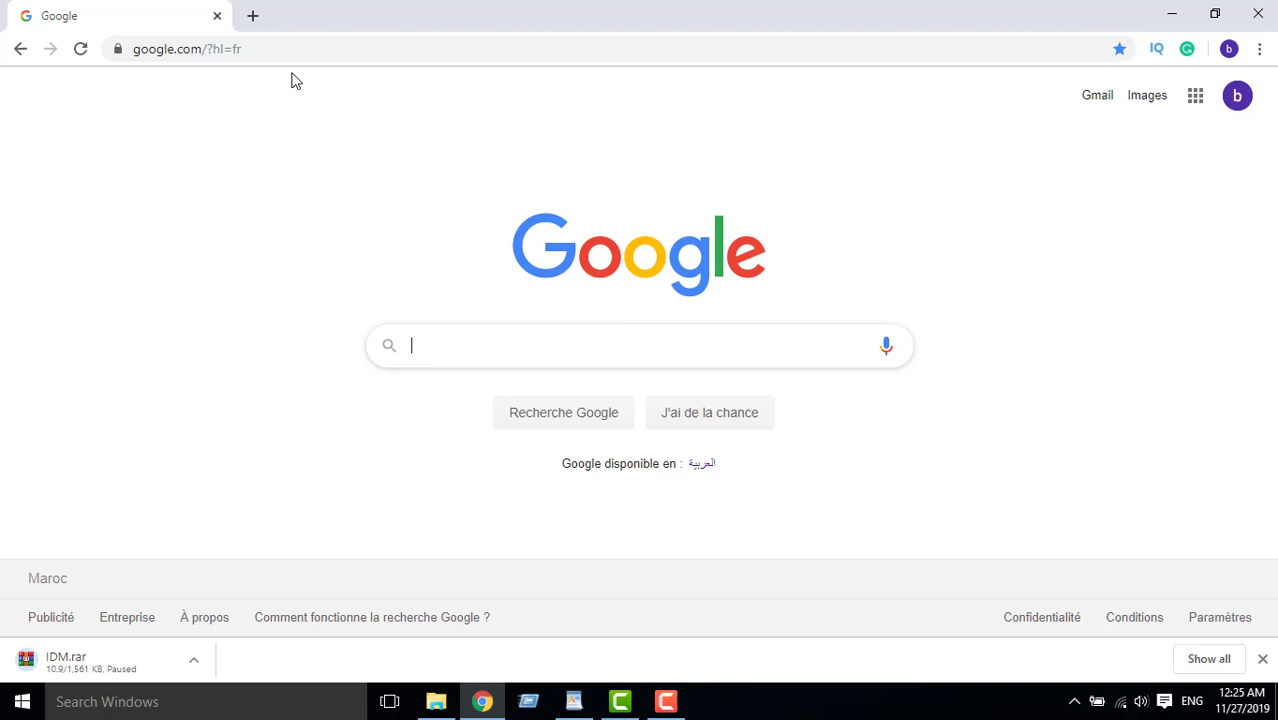 Google
google.com/?hl=fr
IQ
b
Gmail
Images
b
Google
Recherche Google
J'ai de la chance
Google disponible en : العربية
Maroc
Publicité
Entreprise
À propos
Comment fonctionne la recherche Google ?
Confidentialité
Conditions
Paramètres
IDM.rar
10.9/1,561 KB, Paused
Show all
Search Windows
ENG
12:25 AM
11/27/2019